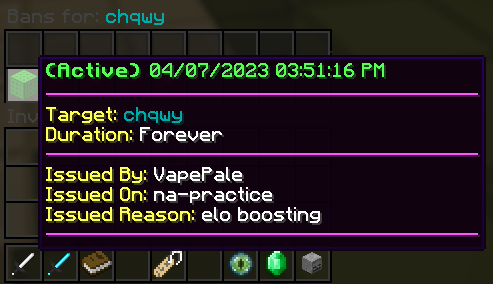 Bans for: chqwy
(Active) 04/07/2023 03:51:16 PM
Target: chqwy
Duration: Forever
Inv
Issued By: VapePale
Issued On: na-practice
Issued Reason: elo boosting